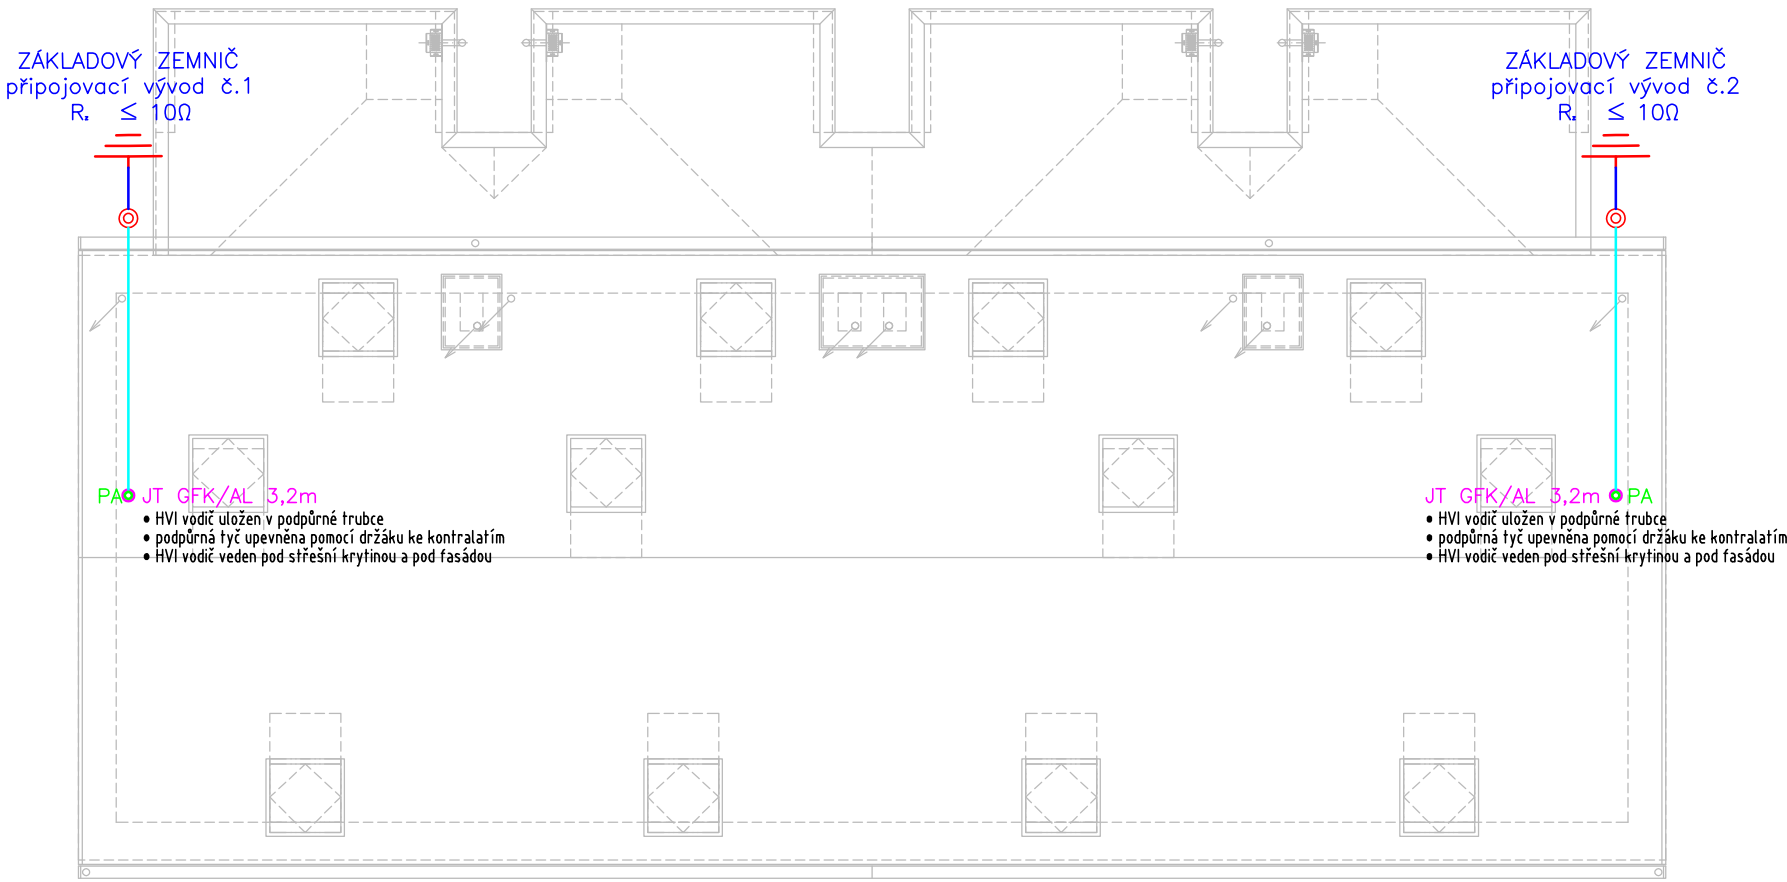 ZÁKLADOVÝ ZEMNIČ
připojovací vývod č.1
Rz ≤ 10Ω
ZÁKLADOVÝ ZEMNIČ
připojovací vývod č.2
Rz ≤ 10Ω
PA JT GFK/AL 3,2m
• HVI vodič uložen v podpůrné trubce
• podpůrná tyč upevněna pomocí držáku ke kontralatím
• HVI vodič veden pod střešní krytinou a pod fasádou
JT GFK/AL 3,2m PA
• HVI vodič uložen v podpůrné trubce
• podpůrná tyč upevněna pomocí držáku ke kontralatím
• HVI vodič veden pod střešní krytinou a pod fasádou